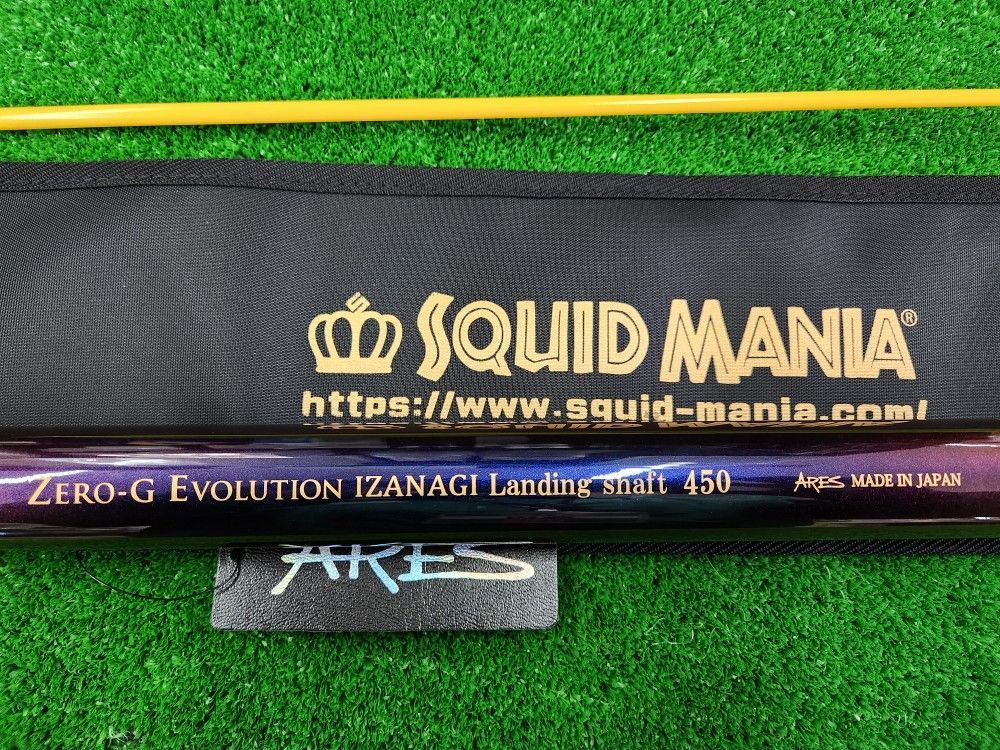 SQUID MANIA®
https://www.squid-mania.com/
ZERO-G EVOLUTION IZANAGI Landing shaft 450 ARES MADE IN JAPAN
ARES